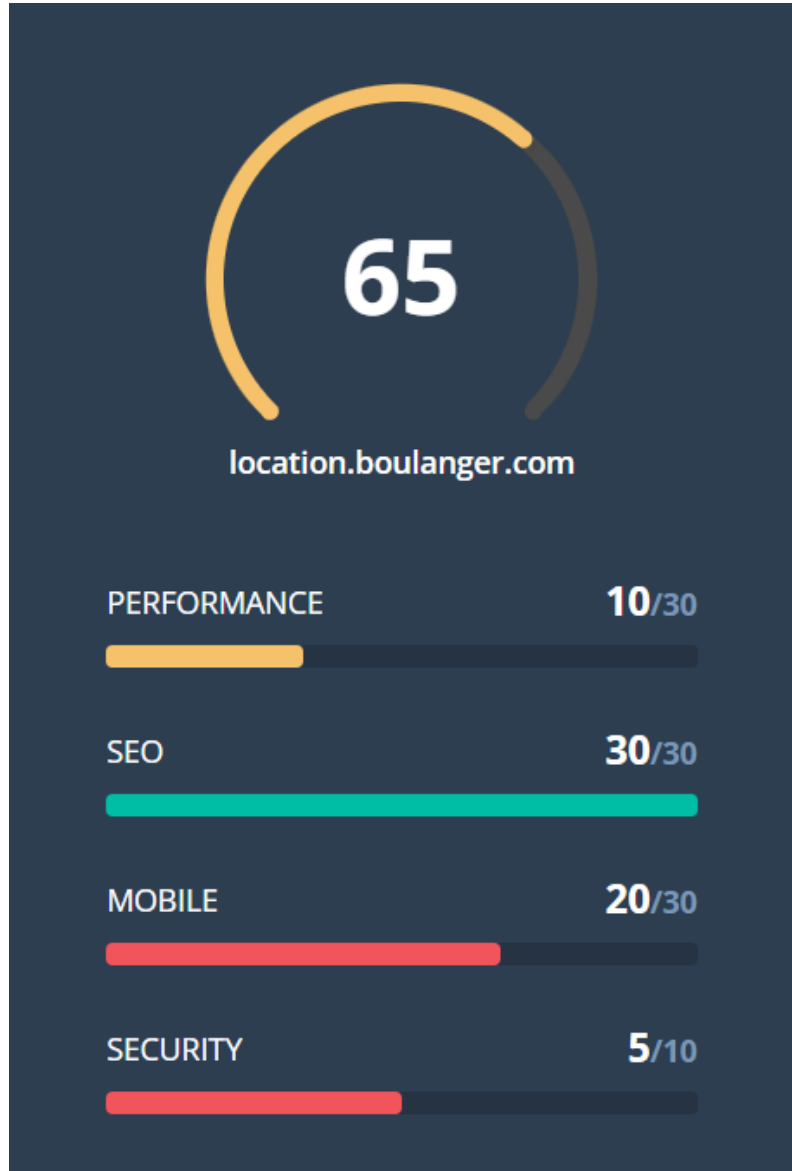 65
location.boulanger.com
PERFORMANCE 10/30
SEO 30/30
MOBILE 20/30
SECURITY 5/10